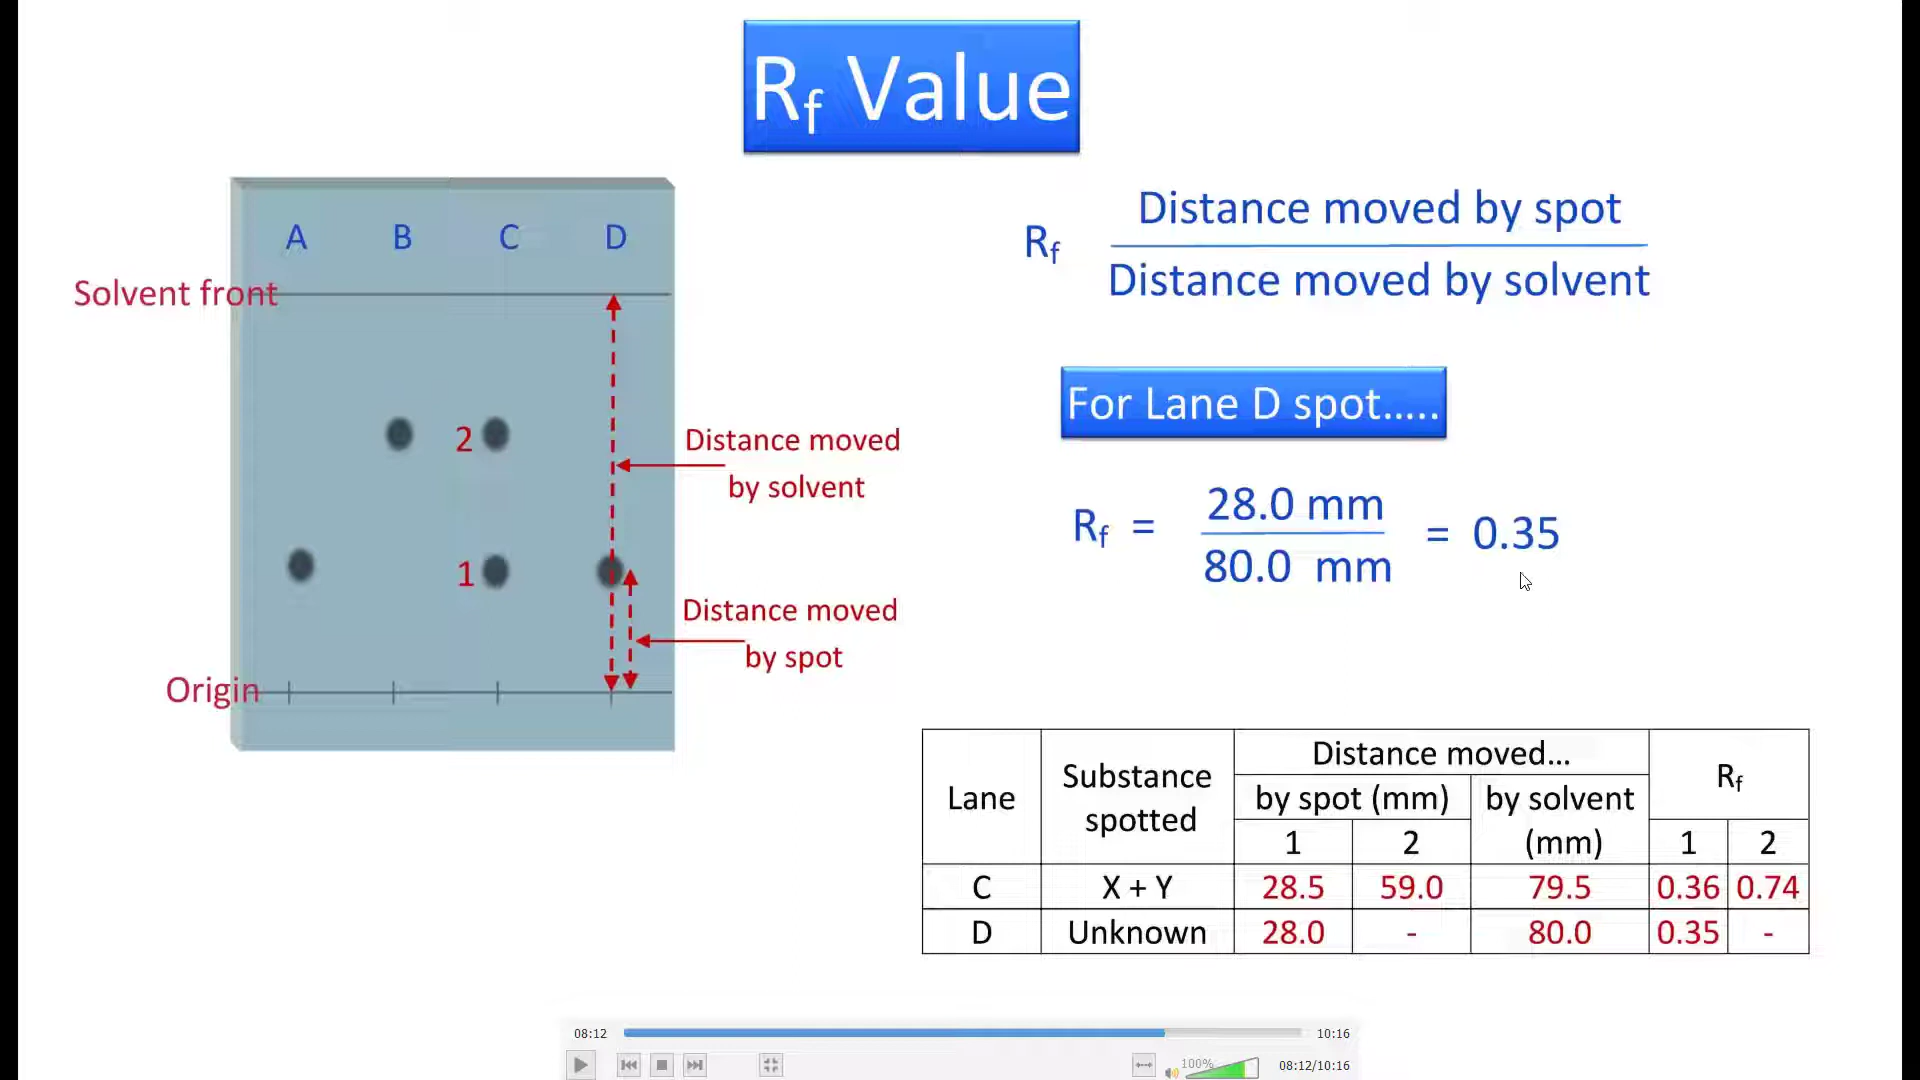 Rf Value
A B C D
Solvent front
2
1
Distance moved
by solvent
Distance moved
by spot
Origin
Rf Distance moved by spot
Distance moved by solvent
For Lane D spot.....
Rf = 28.0 mm = 0.35
80.0 mm
Lane
Substance
spotted
Distance moved...
by spot (mm)
by solvent
(mm)
Rf
1 2 1 2
C X + Y 28.5 59.0 79.5 0.36 0.74
D Unknown 28.0 - 80.0 0.35 -
08:12 10:16
100% 08:12/10:16